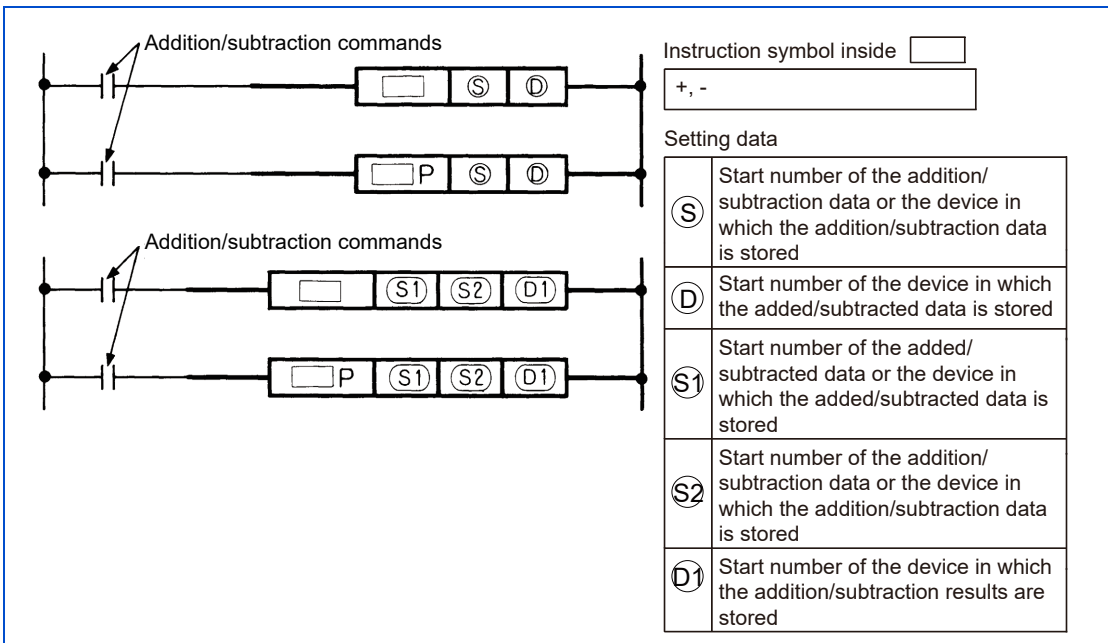 Addition/subtraction commands
S D
P S D
Addition/subtraction commands
S1 S2 D1
P S1 S2 D1
Instruction symbol inside
+, -
Setting data
S
Start number of the addition/
subtraction data or the device in
which the addition/subtraction data
is stored
D
Start number of the device in which
the added/subtracted data is stored
S1
Start number of the added/
subtracted data or the device in
which the added/subtracted data is
stored
S2
Start number of the addition/
subtraction data or the device in
which the addition/subtraction data
is stored
D1
Start number of the device in which
the addition/subtraction results are
stored